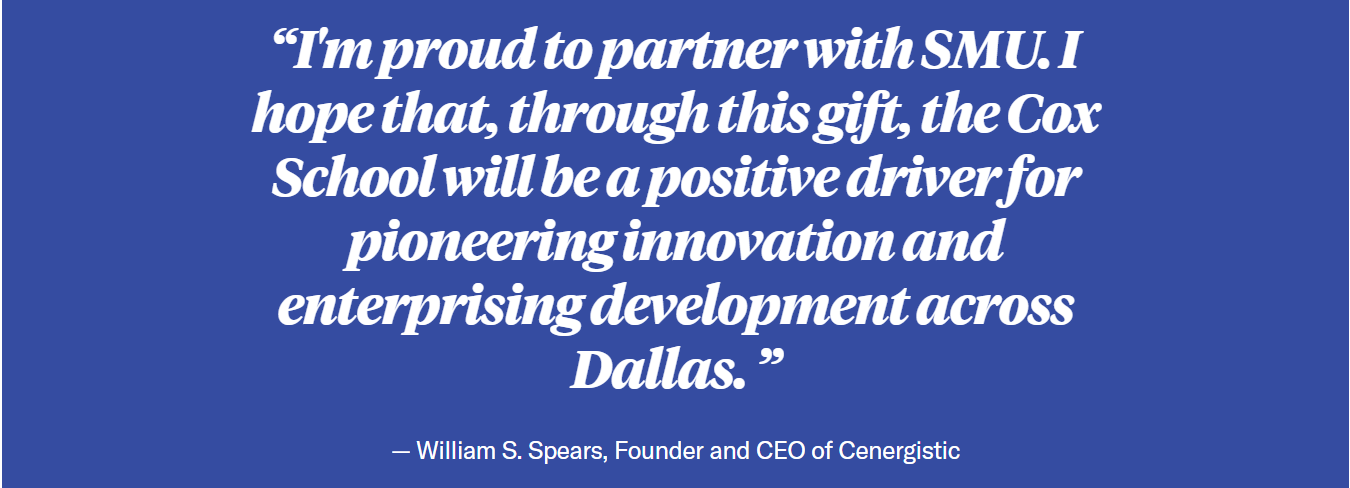 “I'm proud to partner with SMU. I
hope that, through this gift, the Cox
School will be a positive driver for
pioneering innovation and
enterprising development across
Dallas. ”
— William S. Spears, Founder and CEO of Cenergistic